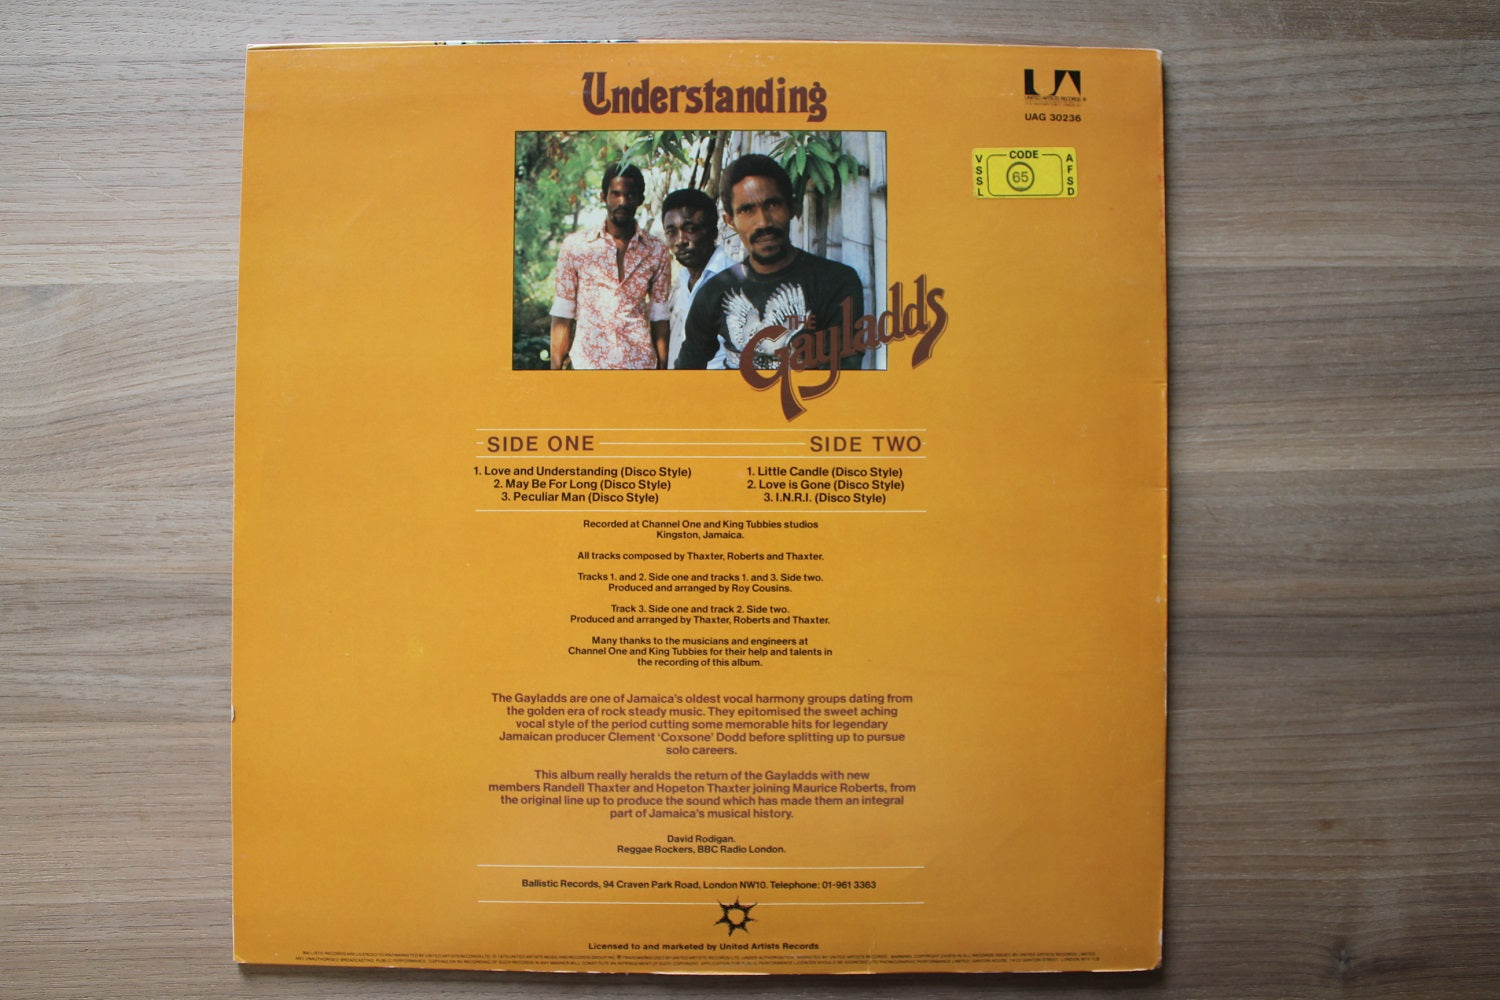 Understanding
UNITED ARTISTS RECORDS
UAG 30236
VSSL
CODE
65
AFSD
THE
Gayladds
SIDE ONE
1. Love and Understanding (Disco Style)
2. May Be For Long (Disco Style)
3. Peculiar Man (Disco Style)
SIDE TWO
1. Little Candle (Disco Style)
2. Love is Gone (Disco Style)
3. I.N.R.I. (Disco Style)
Recorded at Channel One and King Tubbies studios
Kingston, Jamaica.
All tracks composed by Thaxter, Roberts and Thaxter.
Tracks 1. and 2. Side one and tracks 1. and 3. Side two.
Produced and arranged by Roy Cousins.
Track 3. Side one and track 2. Side two.
Produced and arranged by Thaxter, Roberts and Thaxter.
Many thanks to the musicians and engineers at
Channel One and King Tubbies for their help and talents in
the recording of this album.
The Gayladds are one of Jamaica's oldest vocal harmony groups dating from
the golden era of rock steady music. They epitomised the sweet aching
vocal style of the period cutting some memorable hits for legendary
Jamaican producer Clement 'Coxsone' Dodd before splitting up to pursue
solo careers.
This album really heralds the return of the Gayladds with new
members Randell Thaxter and Hopeton Thaxter joining Maurice Roberts, from
the original line up to produce the sound which has made them an integral
part of Jamaica's musical history.
David Rodigan.
Reggae Rockers, BBC Radio London.
Ballistic Records, 94 Craven Park Road, London NW10. Telephone: 01-961 3363
Licensed to and marketed by United Artists Records